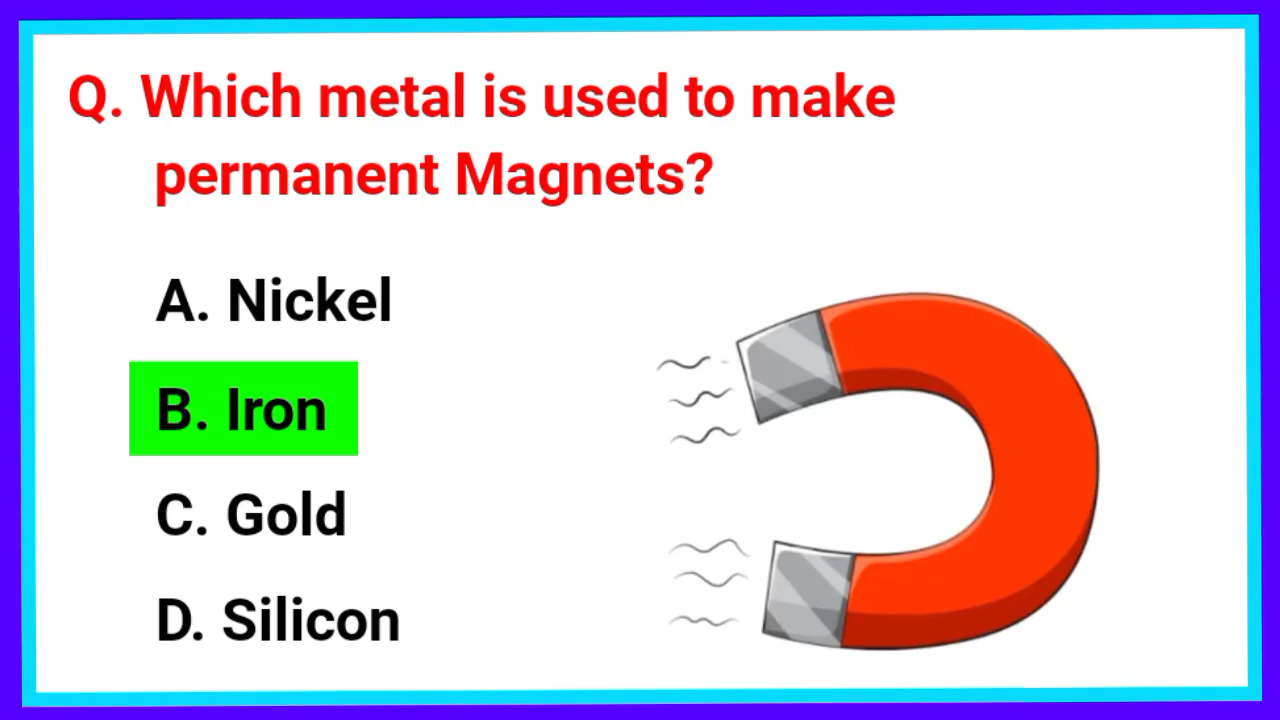 Q. Which metal is used to make
permanent Magnets?
A. Nickel
B. Iron
C. Gold
D. Silicon